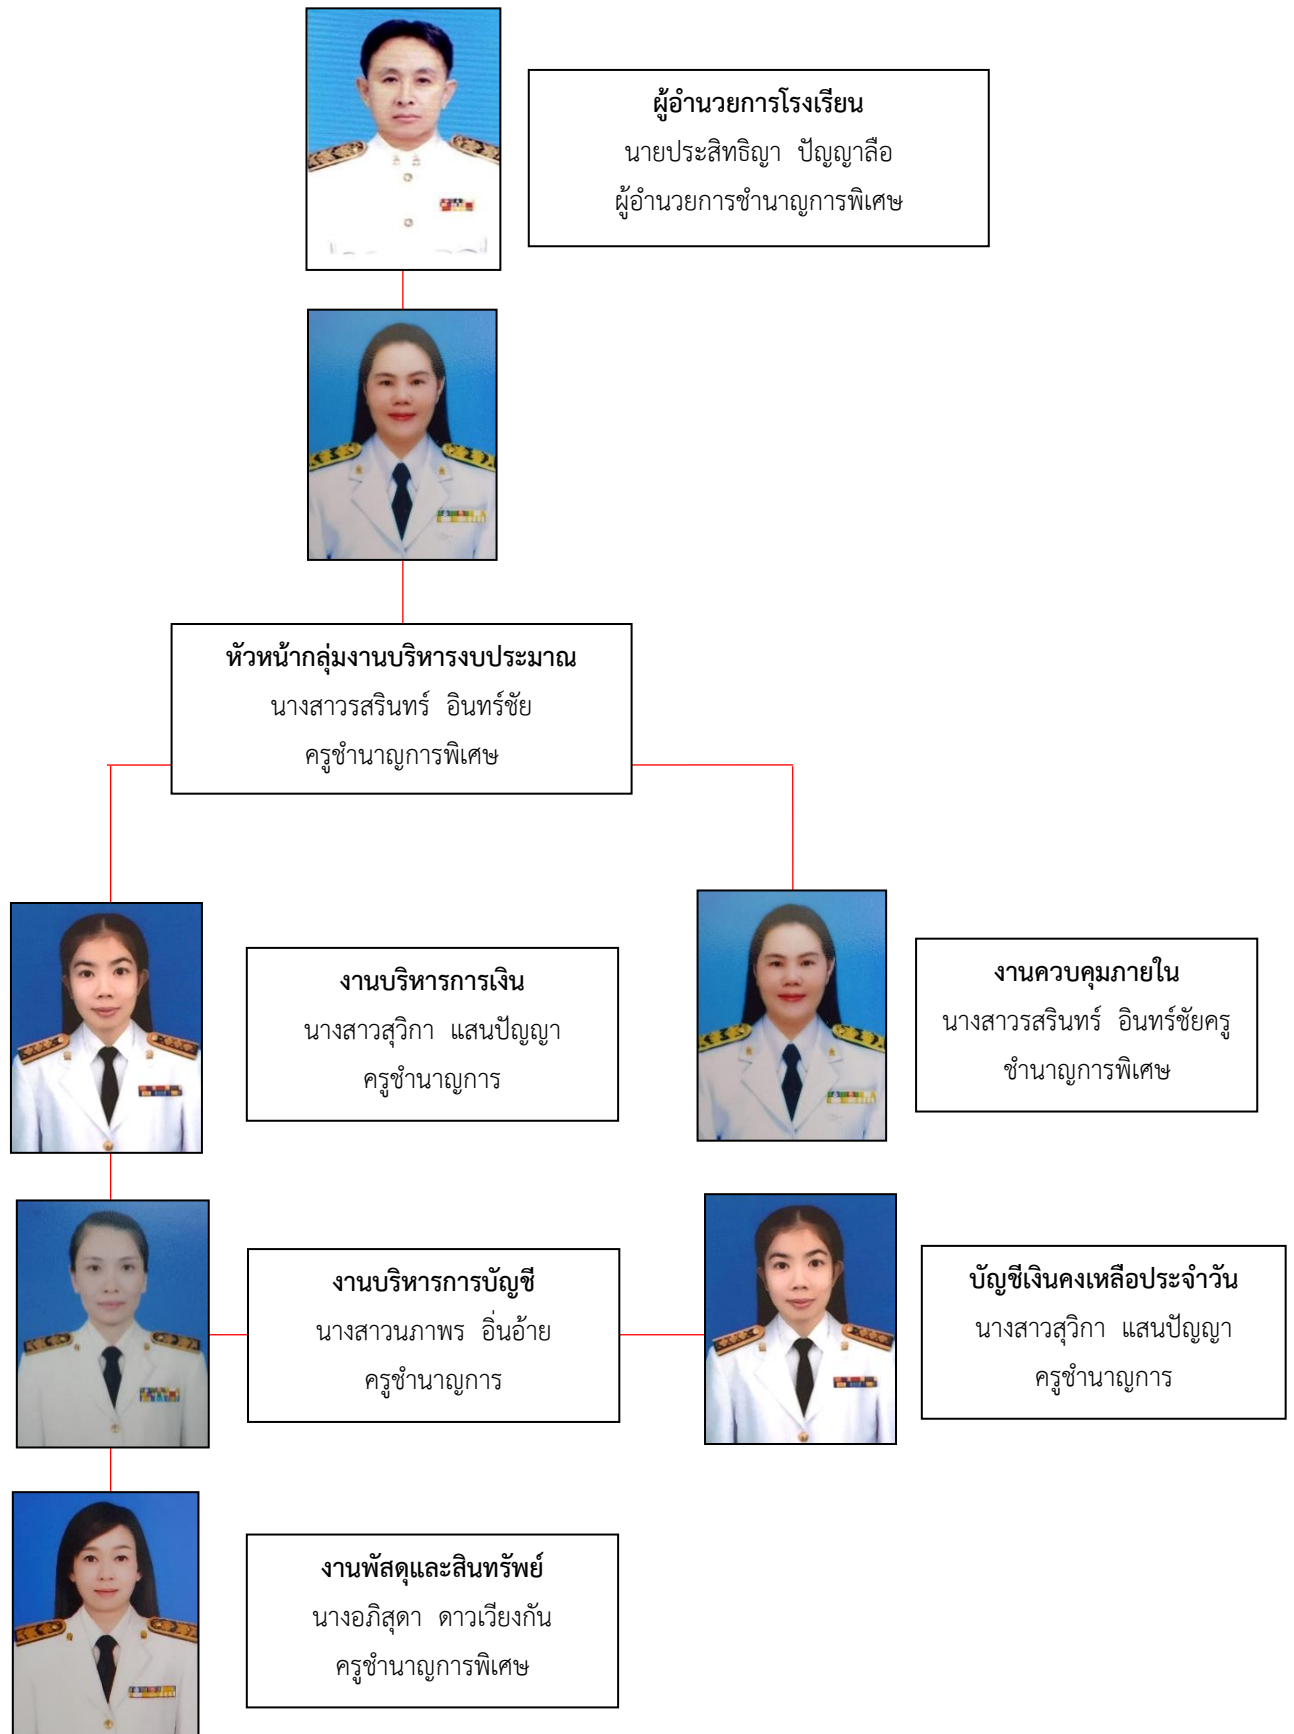 ผู้อำนวยการโรงเรียน
นายประสิทธิญา ปัญญาลือ
ผู้อำนวยการชำนาญการพิเศษ
หัวหน้ากลุ่มงานบริหารงบประมาณ
นางสาวรสรินทร์ อินทร์ชัย
ครูชำนาญการพิเศษ
งานบริหารการเงิน
นางสาวสุวิกา แสนปัญญา
ครูชำนาญการ
งานควบคุมภายใน
นางสาวรสรินทร์ อินทร์ชัยครู
ชำนาญการพิเศษ
งานบริหารการบัญชี
นางสาวนภาพร อิ่นอ้าย
ครูชำนาญการ
บัญชีเงินคงเหลือประจำวัน
นางสาวสุวิกา แสนปัญญา
ครูชำนาญการ
งานพัสดุและสินทรัพย์
นางอภิสุดา ดาวเวียงกัน
ครูชำนาญการพิเศษ